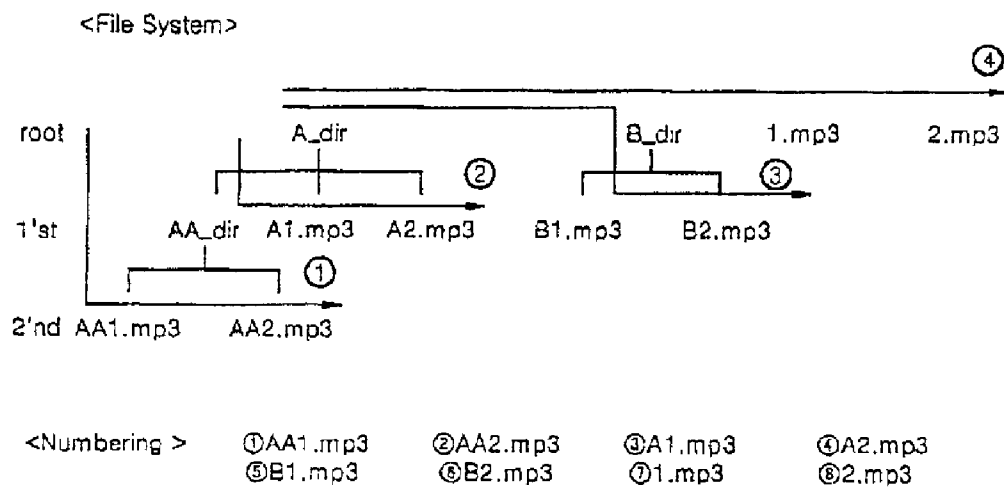 <File System>
④
root A_dir B_dir 1.mp3 2.mp3
② ③
1'st AA_dir A1.mp3 A2.mp3 B1.mp3 B2.mp3
①
2'nd AA1.mp3 AA2.mp3
<Numbering > ①AA1.mp3 ②AA2.mp3 ③A1.mp3 ④A2.mp3
⑤B1.mp3 ⑥B2.mp3 ⑦1.mp3 ⑧2.mp3